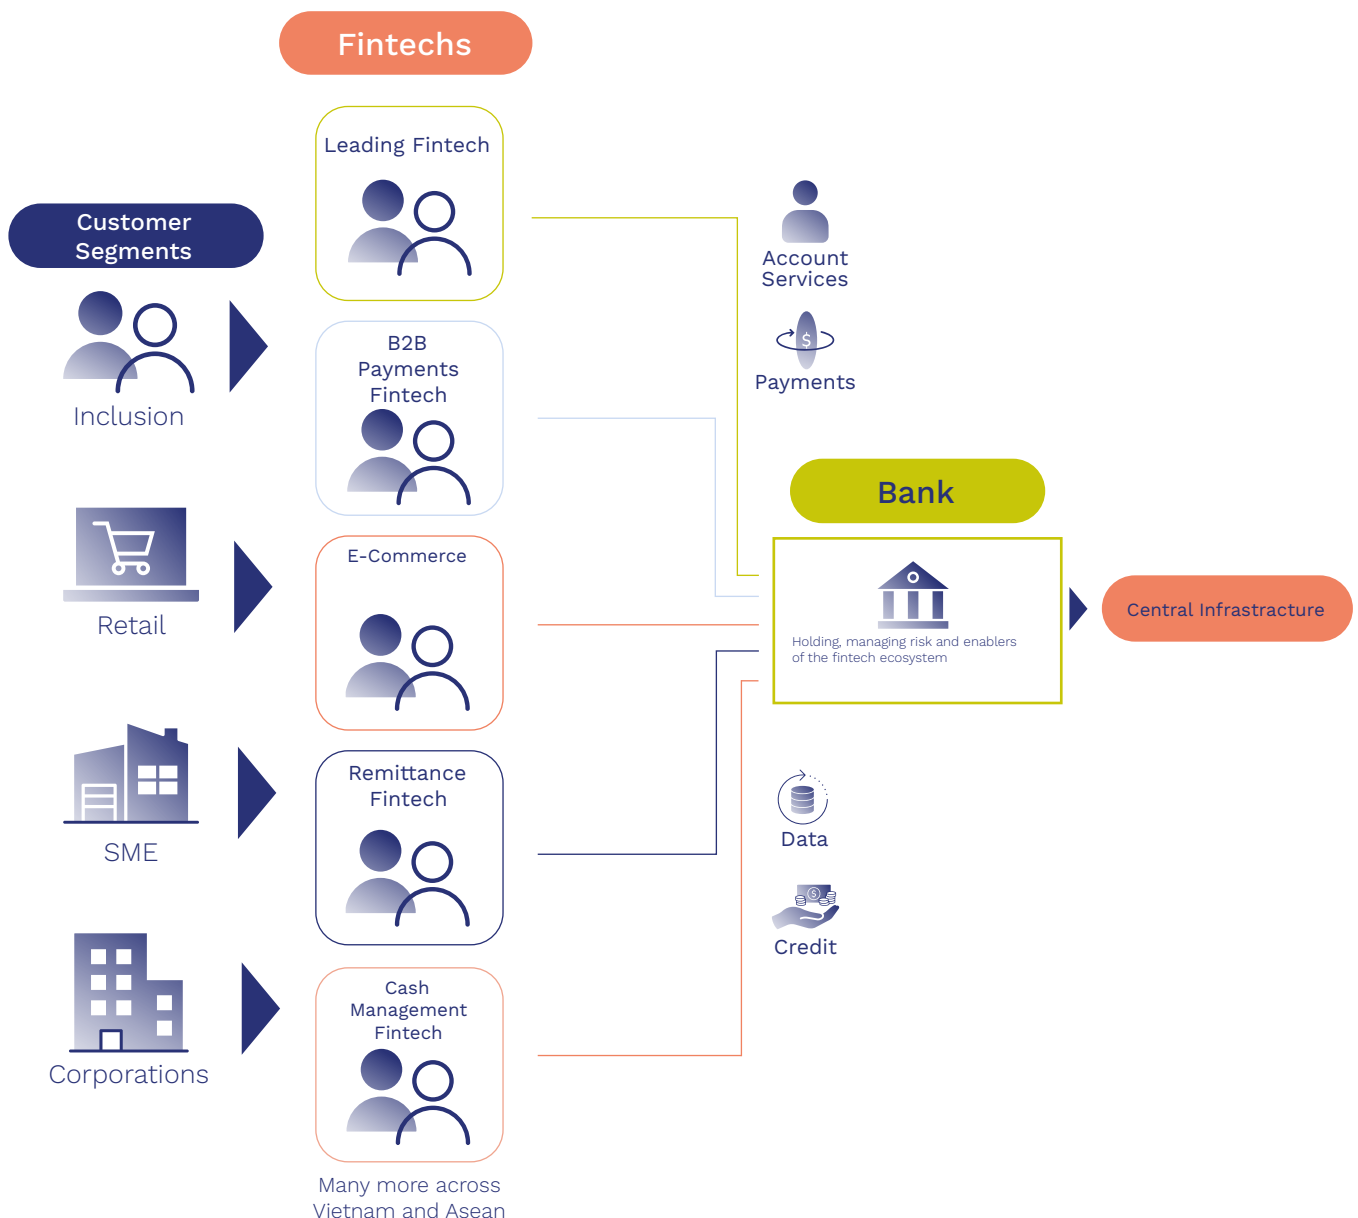 Fintechs
Customer
Segments
Inclusion
Retail
SME
Corporations
Leading Fintech
B2B
Payments
Fintech
E-Commerce
Remittance
Fintech
Cash
Management
Fintech
Many more across
Vietnam and Asean
Account
Services
$
Payments
Bank
Holding, managing risk and enablers
of the fintech ecosystem
Data
$
Credit
Central Infrastracture